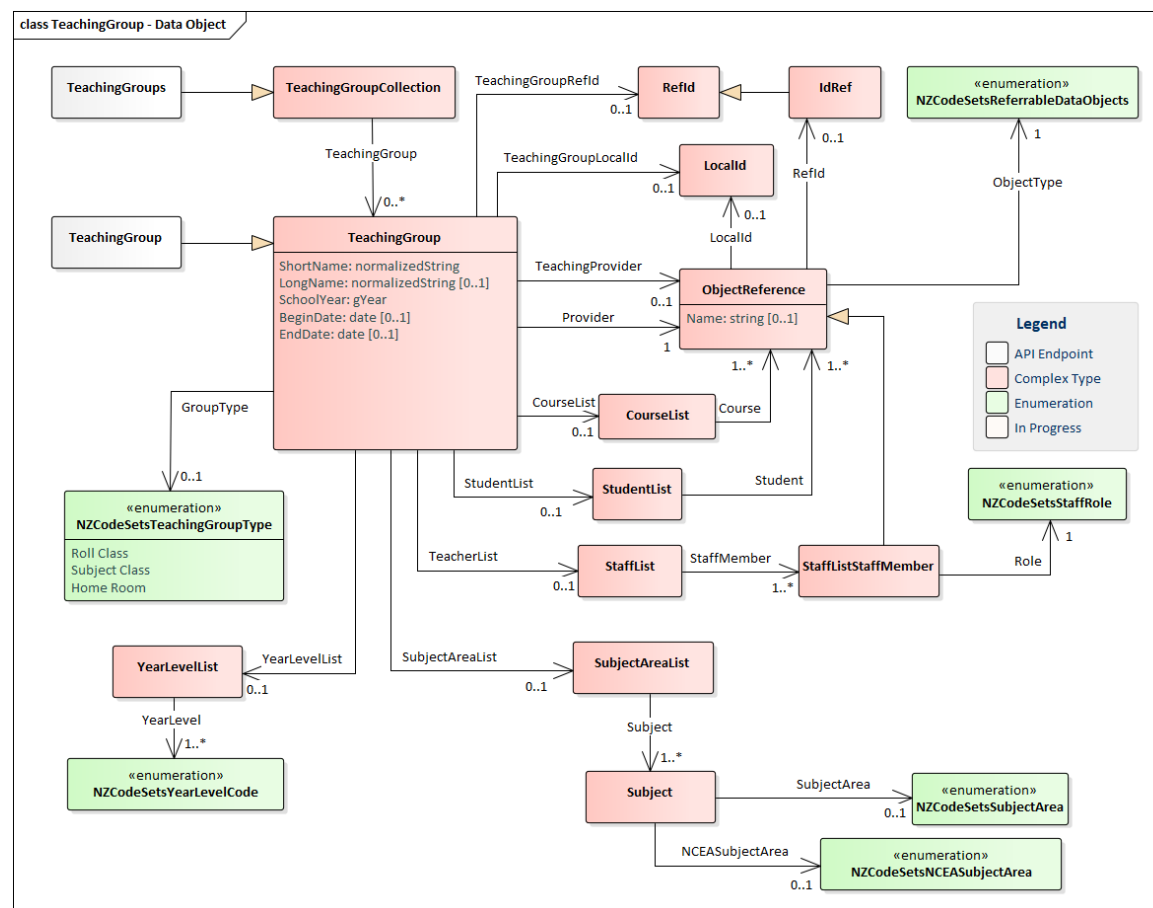 class TeachingGroup - Data Object
TeachingGroups
TeachingGroupCollection
TeachingGroupRefId
0..1
RefId
IdRef
0..1
«enumeration»
NZCodeSetsReferrableDataObjects
1
TeachingGroup
0..*
TeachingGroupLocalId
0..1
LocalId
0..1
LocalId
RefId
ObjectType
TeachingGroup
TeachingGroup
ShortName: normalizedString
LongName: normalizedString [0..1]
SchoolYear: gYear
BeginDate: date [0..1]
EndDate: date [0..1]
TeachingProvider
0..1
Provider
1
ObjectReference
Name: string [0..1]
1..*
1..*
Legend
API Endpoint
Complex Type
Enumeration
In Progress
GroupType
0..1
CourseList
0..1
CourseList
Course
StudentList
0..1
StudentList
Student
«enumeration»
NZCodeSetsTeachingGroupType
Roll Class
Subject Class
Home Room
«enumeration»
NZCodeSetsStaffRole
1
TeacherList
0..1
StaffList
StaffMember
1..*
StaffListStaffMember
Role
YearLevelList
YearLevelList
0..1
SubjectAreaList
0..1
SubjectAreaList
YearLevel
1..*
Subject
1..*
«enumeration»
NZCodeSetsYearLevelCode
Subject
SubjectArea
0..1
«enumeration»
NZCodeSetsSubjectArea
NCEASubjectArea
0..1
«enumeration»
NZCodeSetsNCEASubjectArea